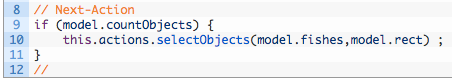 8 // Next-Action
9 if (model.countObjects) {
10     this.actions.selectObjects(model.fishes,model.rect) ;
11 }
12 //